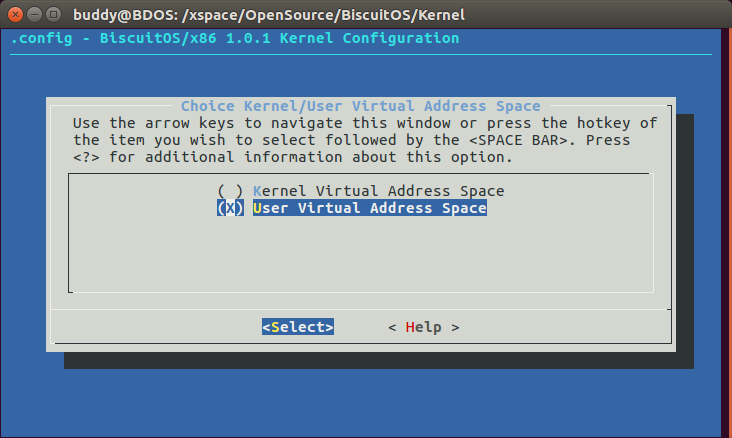 buddy@BDOS: /xspace/OpenSource/BiscuitOS/Kernel
.config - BiscuitOS/x86 1.0.1 Kernel Configuration
Choice Kernel/User Virtual Address Space
Use the arrow keys to navigate this window or press the hotkey of
the item you wish to select followed by the <SPACE BAR>. Press
<?> for additional information about this option.
( ) Kernel Virtual Address Space
(X) User Virtual Address Space
<Select> < Help >